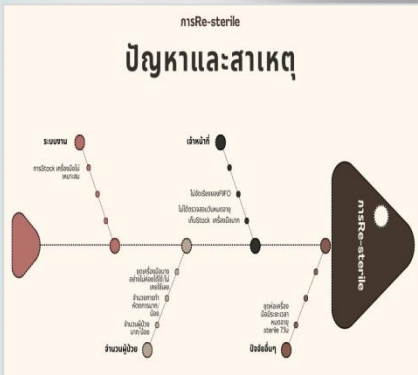 การRe-sterile
ปัญหาและสาเหตุ
ระบบงาน
การStock เครื่องมือไม่
เหมาะสม
เจ้าหน้าที่
ไม่จัดเรียงของFIFO
ไม่ได้ตรวจสอบวันหมดอายุ
เก็บStock เครื่องมือมาก
การRe-sterile
ชุดเครื่องมือบาง
อย่างไม่ค่อยได้ใช้/ไม่
เคยใช้เลย
จำนวนการทำ
หัตถการมาก/
น้อย
จำนวนผู้ป่วย
มาก/น้อย
จำนวนผู้ป่วย
ชุดห่อเครื่อง
มือมีระยะเวลา
หมดอายุ
sterile 7วัน
ปัจจัยอื่นๆ